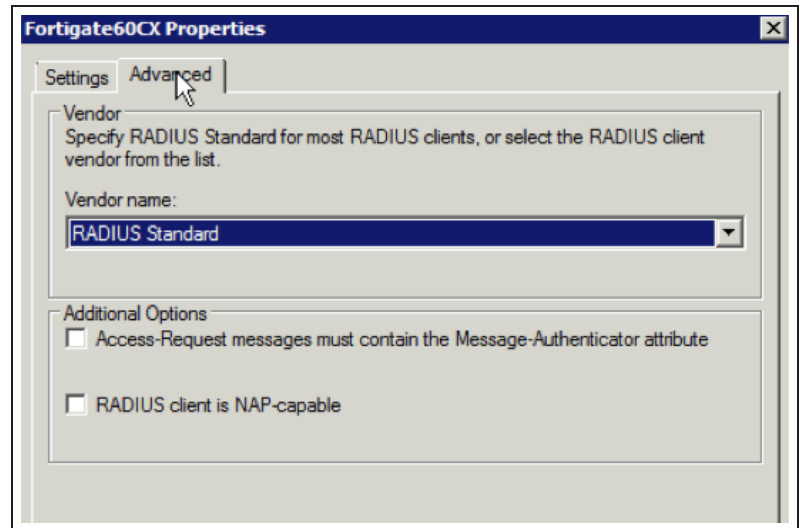 Fortigate60CX Properties
Settings
Advanced
Vendor
Specify RADIUS Standard for most RADIUS clients, or select the RADIUS client
vendor from the list.
Vendor name:
RADIUS Standard
Additional Options
Access-Request messages must contain the Message-Authenticator attribute
RADIUS client is NAP-capable